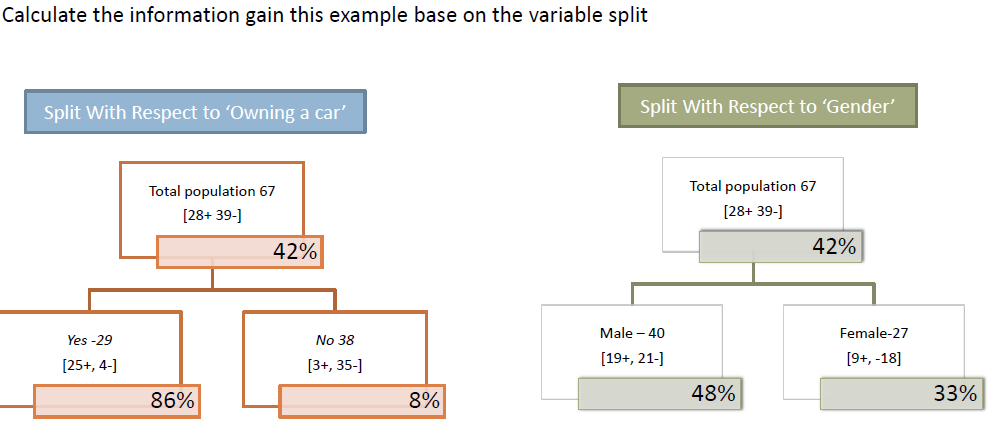 Calculate the information gain this example base on the variable split
Split With Respect to ‘Owning a car’
Total population 67
[28+ 39-]
42%
Yes -29
[25+, 4-]
86%
No 38
[3+, 35-]
8%
Split With Respect to ‘Gender’
Total population 67
[28+ 39-]
42%
Male – 40
[19+, 21-]
48%
Female-27
[9+, -18]
33%